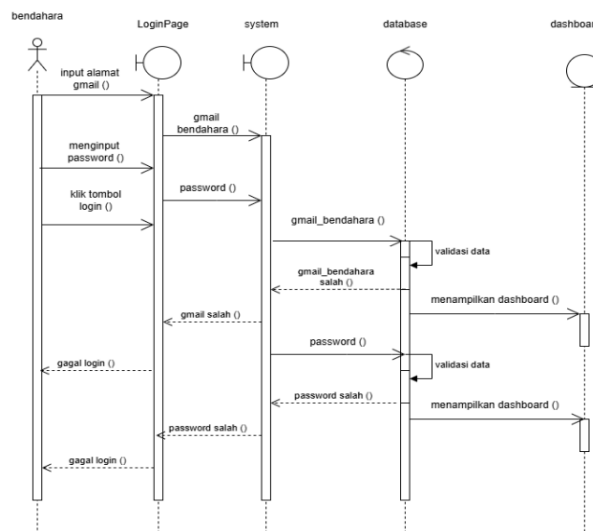 bendahara
LoginPage
system
database
dashboard
input alamat
gmail ()
gmail
bendahara ()
menginput
password ()
password ()
klik tombol
login ()
gmail_bendahara ()
validasi data
gmail_bendahara
salah ()
menampilkan dashboard ()
gmail salah ()
password ()
gagal login ()
validasi data
password salah ()
menampilkan dashboard ()
password salah ()
gagal login ()